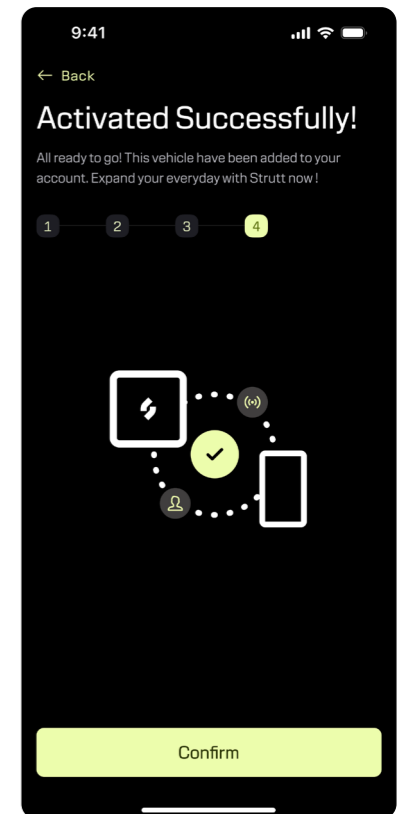 9:41
← Back
Activated Successfully!
All ready to go! This vehicle have been added to your
account. Expand your everyday with Strutt now !
1 2 3 4
Confirm